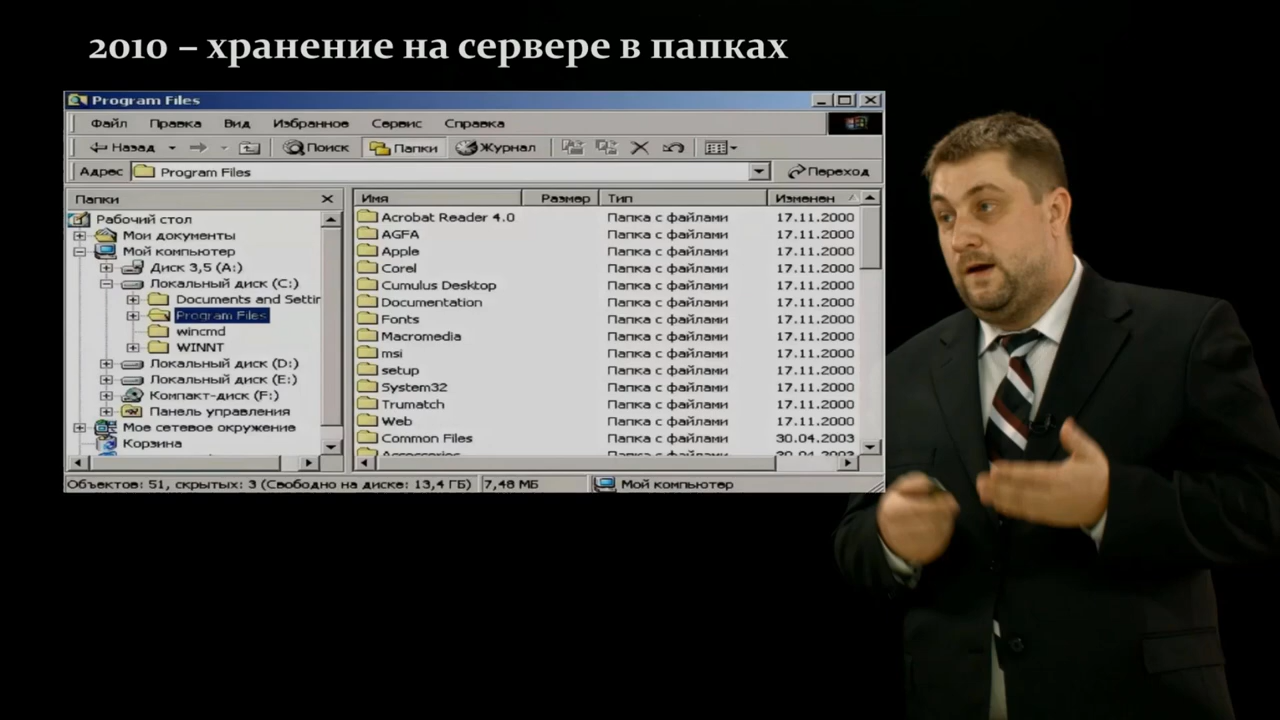 2010 – хранение на сервере в папках
Program Files
Файл Правка Вид Избранное Сервис Справка
Назад Поиск Папки Журнал
Адрес Program Files Переход
Папки
Рабочий стол
Мои документы
Мой компьютер
Диск 3,5 (A:)
Локальный диск (C:)
Documents and Settir
Program Files
wincmd
WINNT
Локальный диск (D:)
Локальный диск (E:)
Компакт-диск (F:)
Панель управления
Мое сетевое окружение
Корзина
Имя Размер Тип Изменен
Acrobat Reader 4.0 Папка с файлами 17.11.2000
AGFA Папка с файлами 17.11.2000
Apple Папка с файлами 17.11.2000
Corel Папка с файлами 17.11.2000
Cumulus Desktop Папка с файлами 17.11.2000
Documentation Папка с файлами 17.11.2000
Fonts Папка с файлами 17.11.2000
Macromedia Папка с файлами 17.11.2000
msi Папка с файлами 17.11.2000
setup Папка с файлами 17.11.2000
System32 Папка с файлами 17.11.2000
Trumatch Папка с файлами 17.11.2000
Web Папка с файлами 17.11.2000
Common Files Папка с файлами 30.04.2003
Объектов: 51, скрытых: 3 (Свободно на диске: 13,4 ГБ) 7,48 МБ Мой компьютер